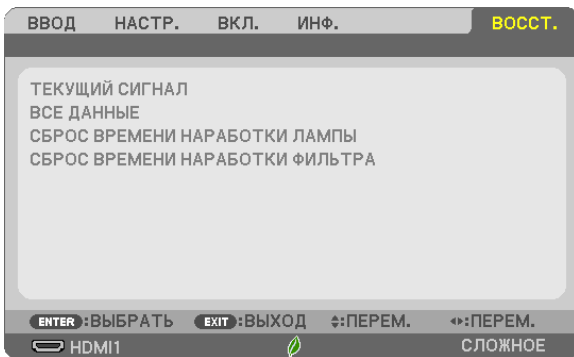 ВВОД НАСТР. ВКЛ. ИНФ. ВОССТ.
ТЕКУЩИЙ СИГНАЛ
ВСЕ ДАННЫЕ
СБРОС ВРЕМЕНИ НАРАБОТКИ ЛАМПЫ
СБРОС ВРЕМЕНИ НАРАБОТКИ ФИЛЬТРА
ENTER :ВЫБРАТЬ EXIT :ВЫХОД :ПЕРЕМ. :ПЕРЕМ.
HDMI1 СЛОЖНОЕ